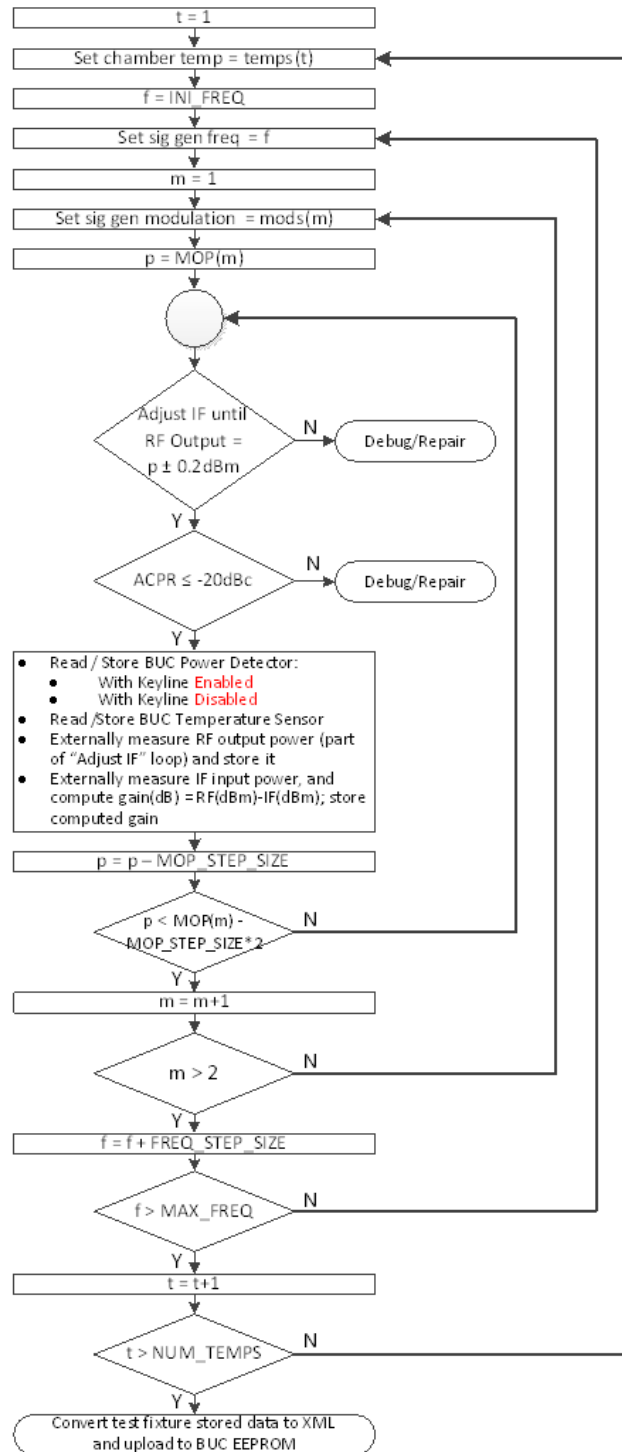 t = 1
Set chamber temp = temps(t)
f = INI_FREQ
Set sig gen freq = f
m = 1
Set sig gen modulation = mods(m)
p = MOP(m)
Adjust IF until
RF Output =
p ± 0.2dBm
N
Debug/Repair
Y
ACPR ≤ -20dBc
N
Debug/Repair
Y
● Read / Store BUC Power Detector:
● With Keyline Enabled
● With Keyline Disabled
● Read /Store BUC Temperature Sensor
● Externally measure RF output power (part
of “Adjust IF” loop) and store it
● Externally measure IF input power, and
compute gain(dB) =RF(dBm)-IF(dBm); store
computed gain
p = p – MOP_STEP_SIZE
p < MOP(m) -
MOP_STEP_SIZE*2
N
Y
m = m+1
m > 2
N
Y
f = f + FREQ_STEP_SIZE
f > MAX_FREQ
N
Y
t = t+1
t > NUM_TEMPS
N
Y
Convert test fixture stored data to XML
and upload to BUC EEPROM